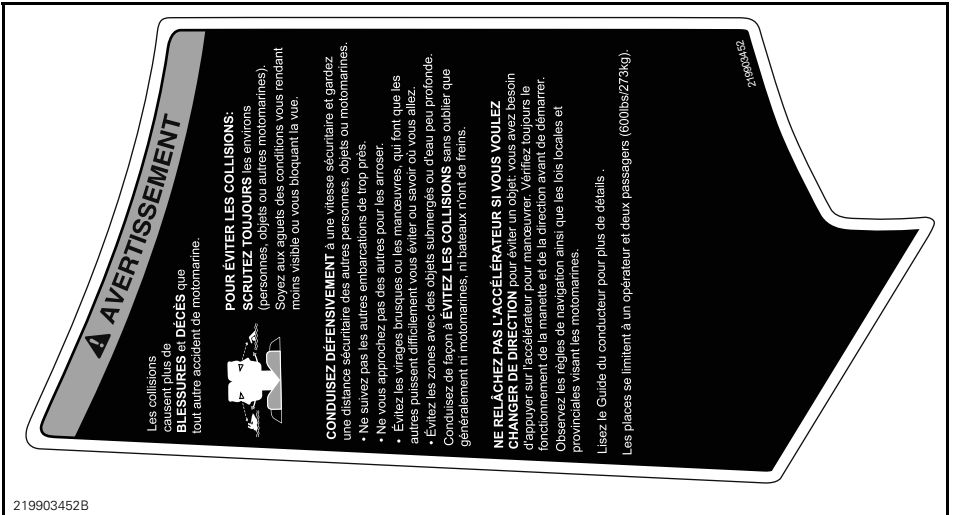 AVERTISSEMENT
Les collisions
causent plus de
BLESSURES et DÉCÈS que
tout autre accident de motomarine.
POUR ÉVITER LES COLLISIONS:
SCRUTEZ TOUJOURS les environs
(personnes, objets ou autres motomarines).
Soyez aux aguets des conditions vous rendant
moins visible ou vous bloquant la vue.
CONDUISEZ DÉFENSIVEMENT à une vitesse sécuritaire et gardez
une distance sécuritaire des autres personnes, objets ou motomarines.
• Ne suivez pas les autres embarcations de trop près.
• Ne vous approchez pas des autres pour les arroser.
• Évitez les virages brusques ou les manœuvres, qui font que les
autres puissent difficilement vous éviter ou savoir où vous allez.
• Évitez les zones avec des objets submergés ou d'eau peu profonde.
Conduisez de façon à ÉVITEZ LES COLLISIONS sans oublier que
généralement ni motomarines, ni bateaux n'ont de freins.
NE RELÂCHEZ PAS L'ACCÉLÉRATEUR SI VOUS VOULEZ
CHANGER DE DIRECTION pour éviter un objet: vous avez besoin
d'appuyer sur l'accélérateur pour manœuvrer. Vérifiez toujours le
fonctionnement de la manette et de la direction avant de démarrer.
Observez les règles de navigation ainsi que les lois locales et
provinciales visant les motomarines.
Lisez le Guide du conducteur pour plus de détails .
Les places se limitent à un opérateur et deux passagers (600lbs/273kg).
219903452
219903452B